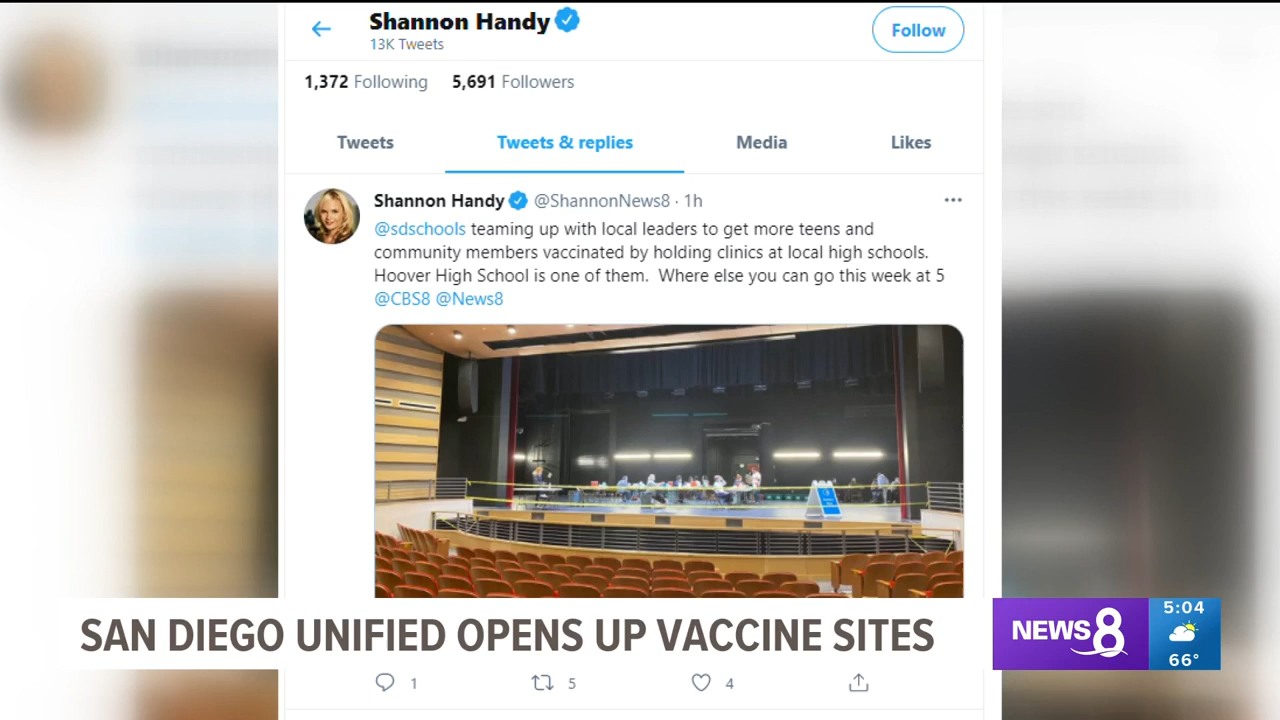 Shannon Handy
13K Tweets
Follow
1,372 Following 5,691 Followers
Tweets Tweets & replies Media Likes
Shannon Handy @ShannonNews8 · 1h
@sdschools teaming up with local leaders to get more teens and
community members vaccinated by holding clinics at local high schools.
Hoover High School is one of them. Where else you can go this week at 5
@CBS8 @News8
SAN DIEGO UNIFIED OPENS UP VACCINE SITES
NEWS 8
5:04
66°
1 5 4